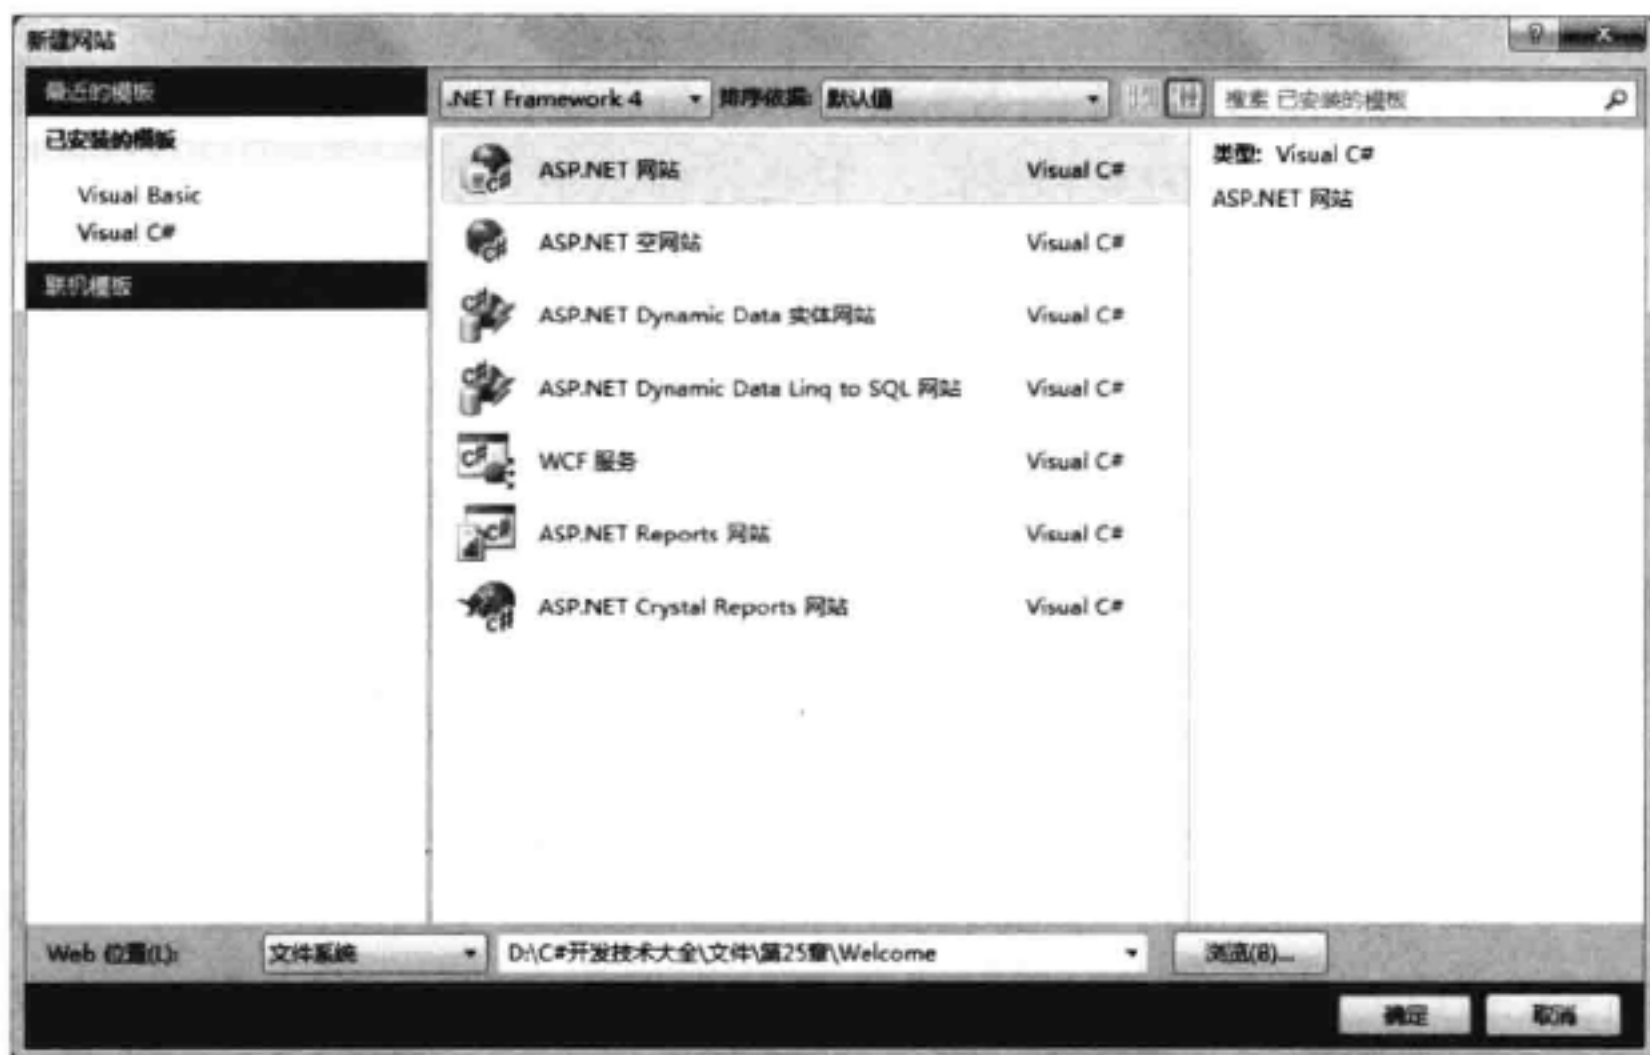 新建网站
最近的模板
已安装的模板
Visual Basic
Visual C#
联机模板
.NET Framework 4 排序依据: 默认值 搜索 已安装的模板
ASP.NET 网站 Visual C#
ASP.NET 空网站 Visual C#
ASP.NET Dynamic Data 实体网站 Visual C#
ASP.NET Dynamic Data Linq to SQL 网站 Visual C#
WCF 服务 Visual C#
ASP.NET Reports 网站 Visual C#
ASP.NET Crystal Reports 网站 Visual C#
类型: Visual C#
ASP.NET 网站
Web 位置(L): 文件系统 D:\C#开发技术大全\文件\第25章\Welcome 浏览(B)...
确定 取消